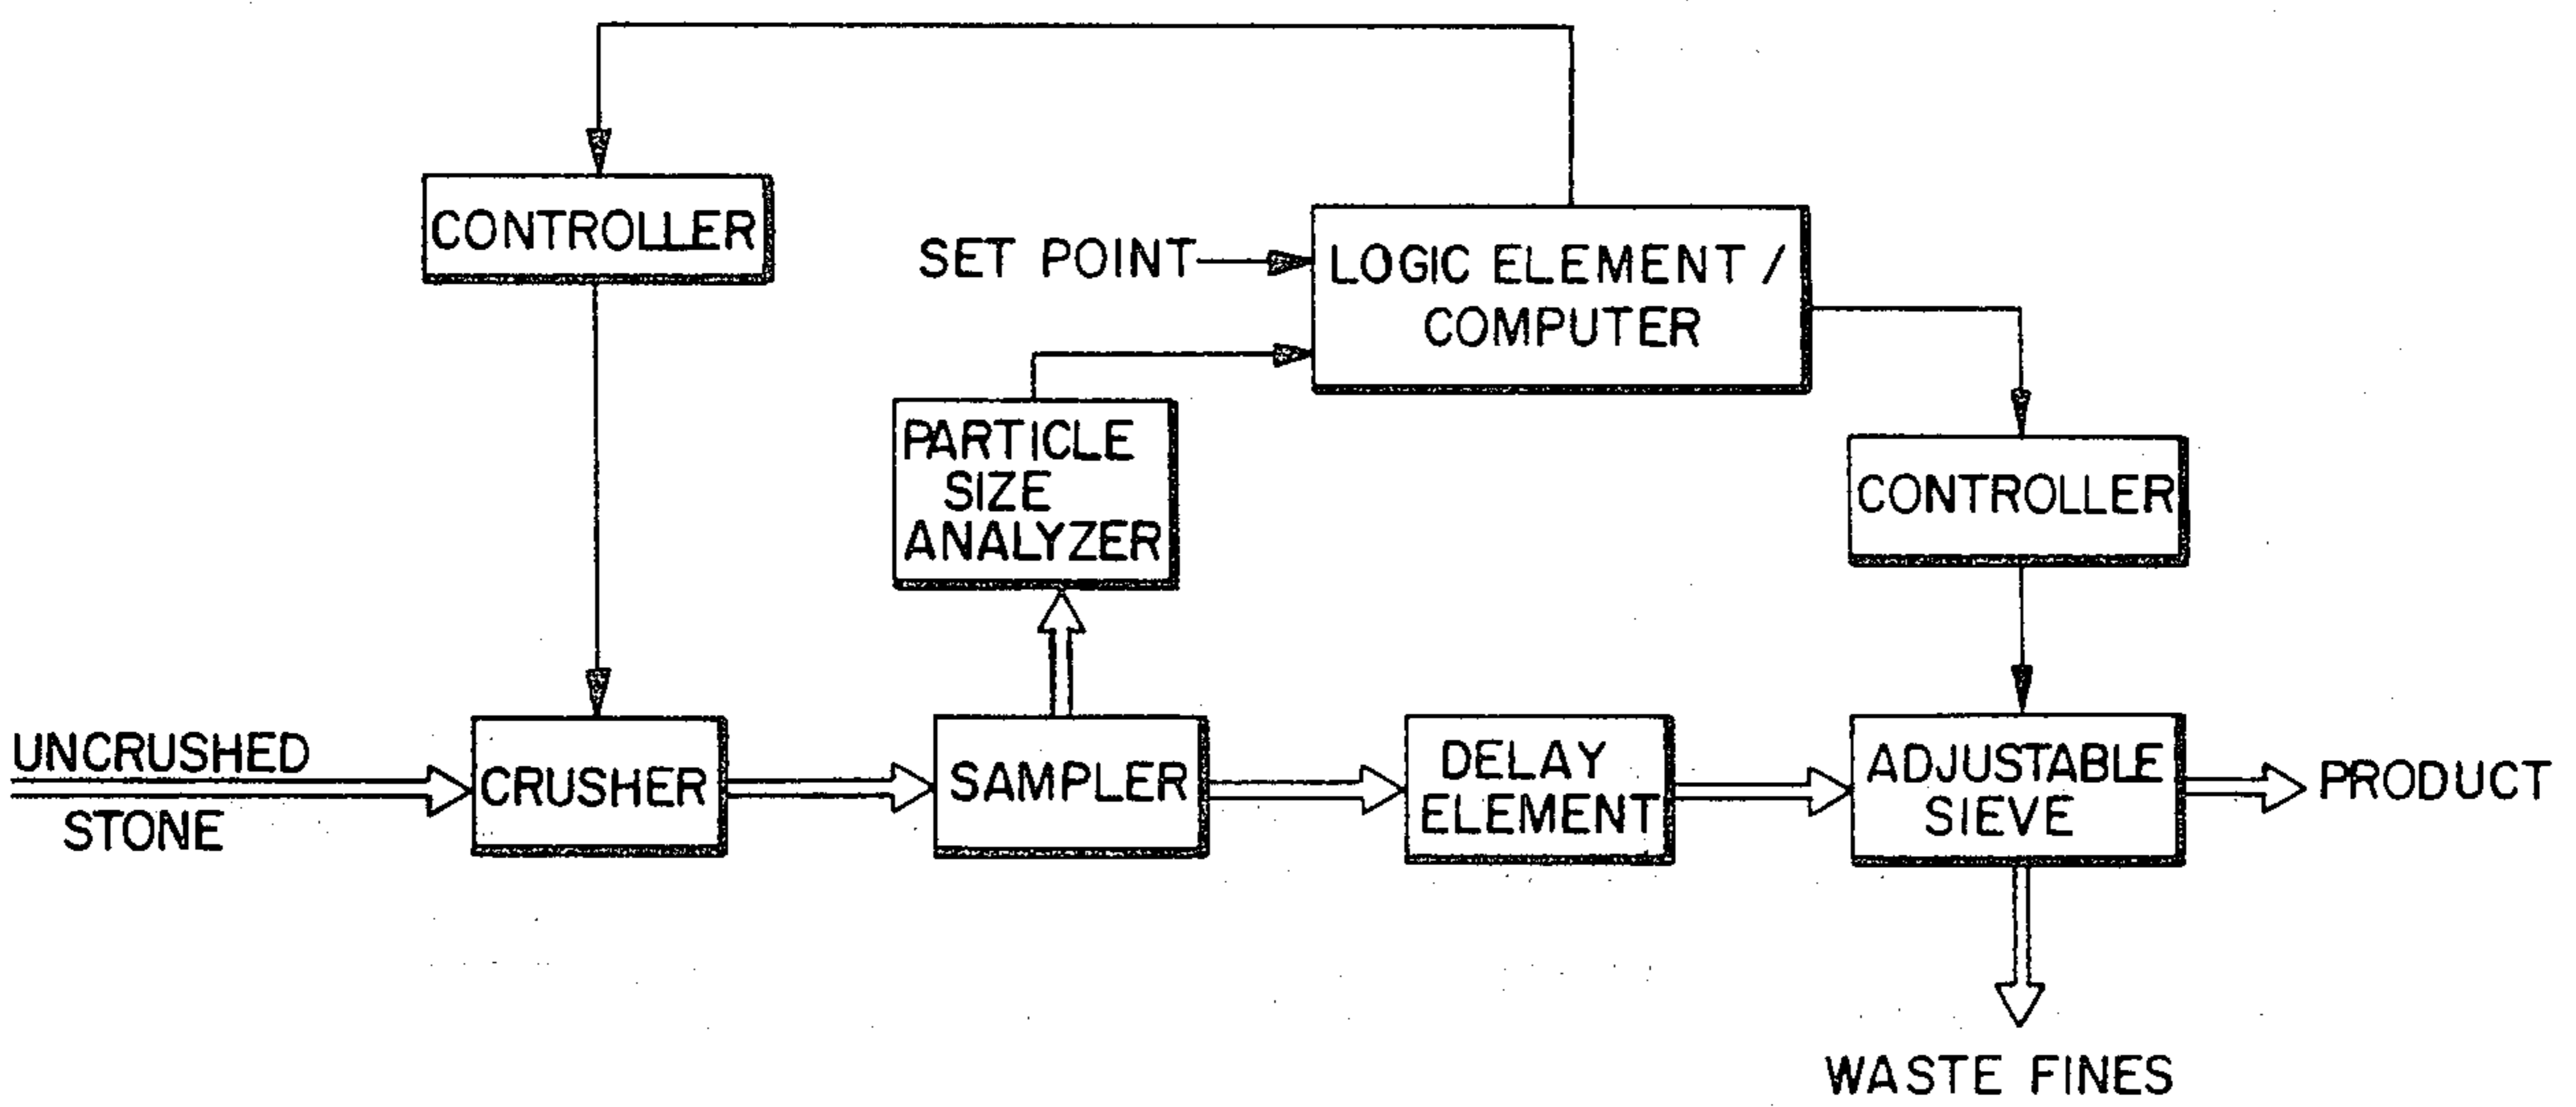 CONTROLLER
SET POINT
LOGIC ELEMENT /
COMPUTER
PARTICLE
SIZE
ANALYZER
CONTROLLER
UNCRUSHED
STONE
CRUSHER
SAMPLER
DELAY
ELEMENT
ADJUSTABLE
SIEVE
PRODUCT
WASTE FINES